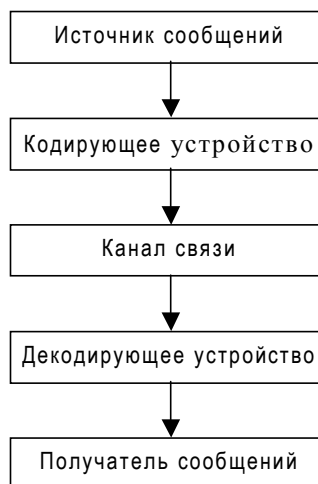 Источник сообщений
Кодирующее устройство
Канал связи
Декодирующее устройство
Получатель сообщений